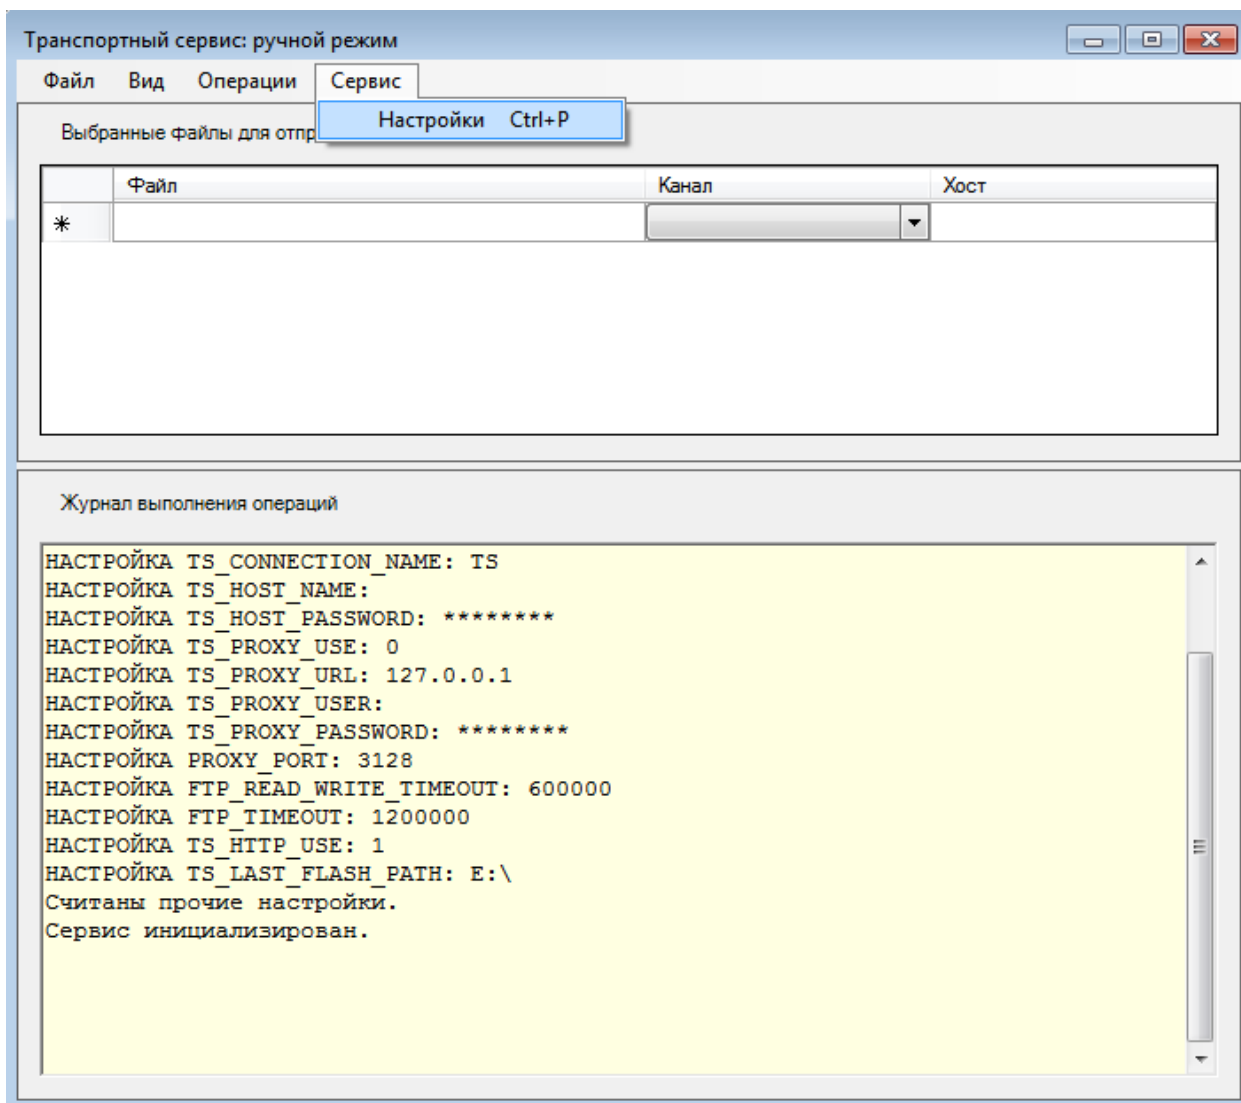 Транспортный сервис: ручной режим
Файл Вид Операции Сервис
Настройки Ctrl+P
Выбранные файлы для
Файл Канал Хост
Журнал выполнения операций
НАСТРОЙКА TS_CONNECTION_NAME: TS
НАСТРОЙКА TS_HOST_NAME:
НАСТРОЙКА TS_HOST_PASSWORD: ********
НАСТРОЙКА TS_PROXY_USE: 0
НАСТРОЙКА TS_PROXY_URL: 127.0.0.1
НАСТРОЙКА TS_PROXY_USER:
НАСТРОЙКА TS_PROXY_PASSWORD: ********
НАСТРОЙКА PROXY_PORT: 3128
НАСТРОЙКА FTP_READ_WRITE_TIMEOUT: 600000
НАСТРОЙКА FTP_TIMEOUT: 1200000
НАСТРОЙКА TS_HTTP_USE: 1
НАСТРОЙКА TS_LAST_FLASH_PATH: E:\
Считаны прочие настройки.
Сервис инициализирован.